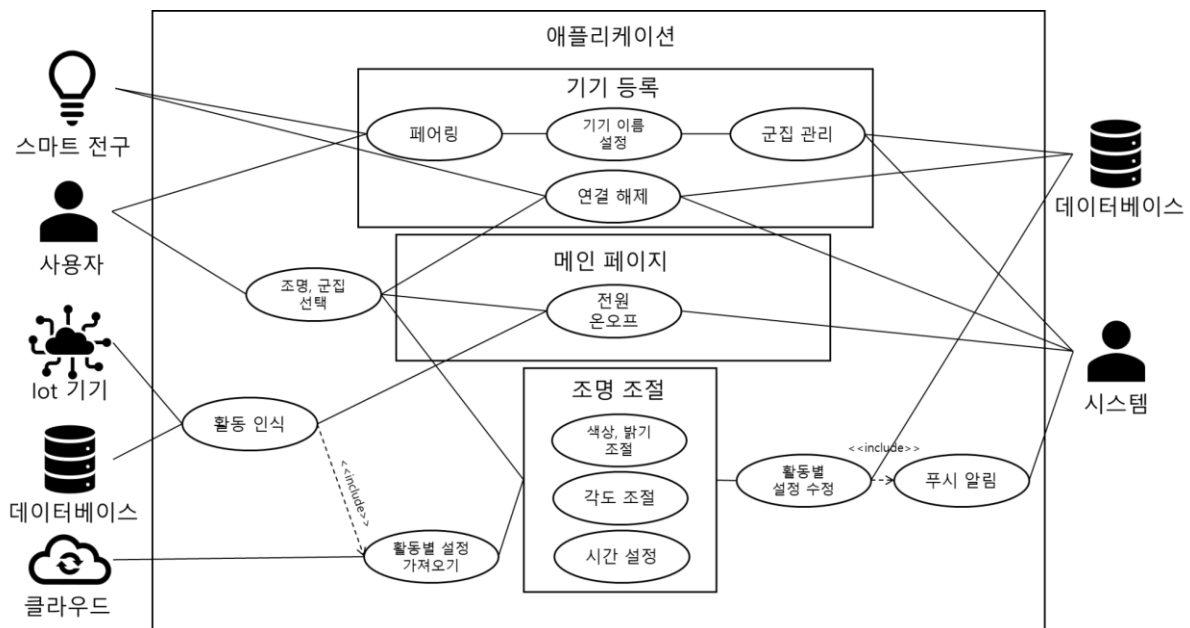 애플리케이션
스마트 전구
사용자
Iot 기기
데이터베이스
클라우드
기기 등록
페어링
기기 이름
설정
군집 관리
연결 해제
조명, 군집
선택
메인 페이지
전원
온오프
활동 인식
<<include>>
활동별 설정
가져오기
조명 조절
색상, 밝기
조절
각도 조절
시간 설정
활동별
설정 수정
<<include>>
푸시 알림
데이터베이스
시스템